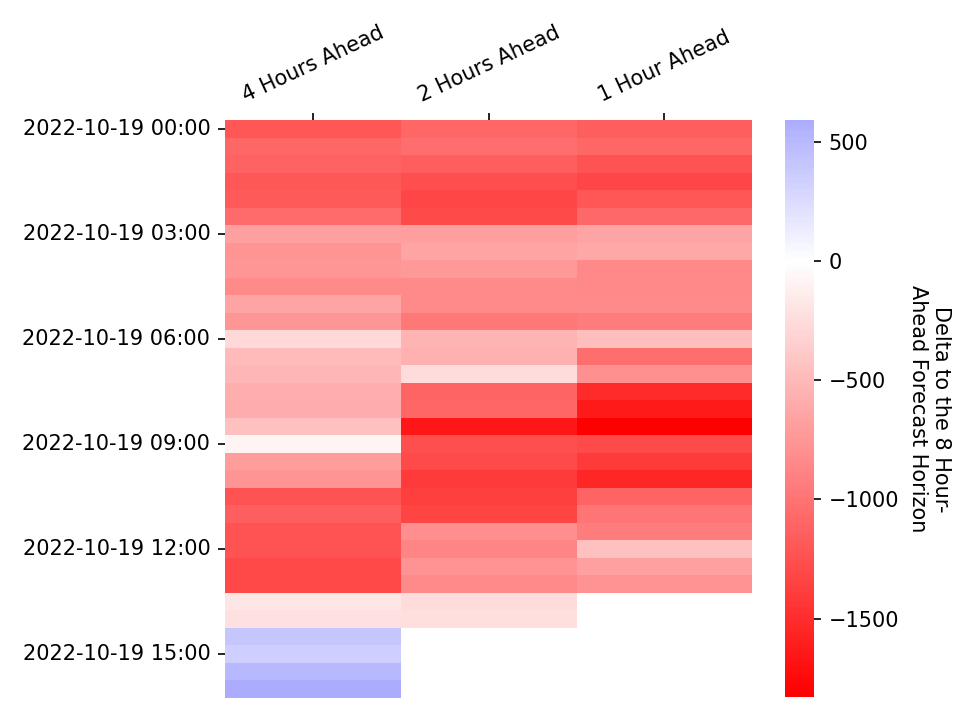 4 Hours Ahead
2 Hours Ahead
1 Hour Ahead
2022-10-19 00:00
2022-10-19 03:00
2022-10-19 06:00
2022-10-19 09:00
2022-10-19 12:00
2022-10-19 15:00
500
0
−500
−1000
−1500
Delta to the 8 Hour-
Ahead Forecast Horizon